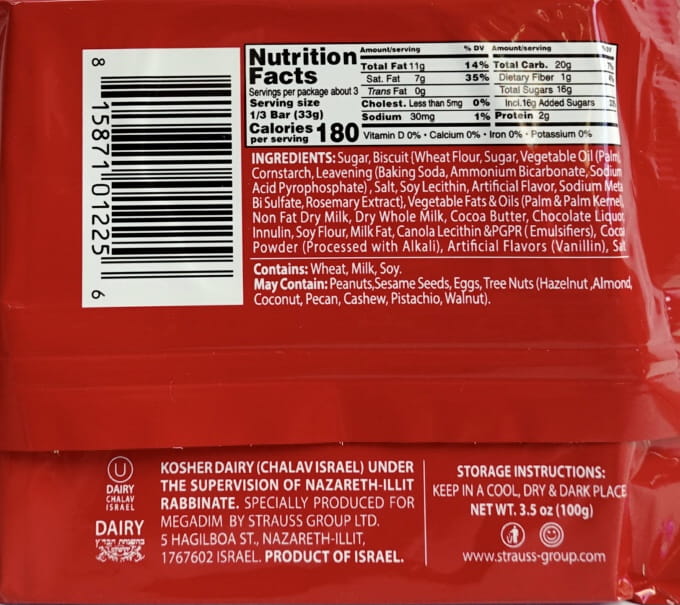 8 15871 01225 6
Nutrition Facts
Servings per package about 3
Serving size
1/3 Bar (33g)
Calories per serving 180
Amount/serving % DV Amount/serving %DV
Total Fat 11g 14% Total Carb. 20g 7%
Sat. Fat 7g 35% Dietary Fiber 1g
Trans Fat 0g Total Sugars 16g
Cholest. Less than 5mg 0% Incl.16g Added Sugars
Sodium 30mg 1% Protein 2g
Vitamin D 0% • Calcium 0% • Iron 0% • Potassium 0%
INGREDIENTS: Sugar, Biscuit {Wheat Flour, Sugar, Vegetable Oil (Palm
Cornstarch, Leavening (Baking Soda, Ammonium Bicarbonate, Sodium
Acid Pyrophosphate), Salt, Soy Lecithin, Artificial Flavor, Sodium Meta
Bi Sulfate, Rosemary Extract}, Vegetable Fats & Oils (Palm & Palm Kernel
Non Fat Dry Milk, Dry Whole Milk, Cocoa Butter, Chocolate Liquor
Innulin, Soy Flour, Milk Fat, Canola Lecithin &PGPR (Emulsifiers), Cocoa
Powder (Processed with Alkali), Artificial Flavors (Vanillin), Salt
Contains: Wheat, Milk, Soy.
May Contain: Peanuts,Sesame Seeds, Eggs, Tree Nuts (Hazelnut ,Almond,
Coconut, Pecan, Cashew, Pistachio, Walnut).
U
DAIRY
CHALAV
ISRAEL
DAIRY
KOSHER DAIRY (CHALAV ISRAEL) UNDER
THE SUPERVISION OF NAZARETH-ILLIT
RABBINATE. SPECIALLY PRODUCED FOR
MEGADIM BY STRAUSS GROUP LTD.
5 HAGILBOA ST., NAZARETH-ILLIT,
1767602 ISRAEL. PRODUCT OF ISRAEL.
STORAGE INSTRUCTIONS:
KEEP IN A COOL, DRY & DARK PLACE
NET WT. 3.5 oz (100g)
www.strauss-group.com